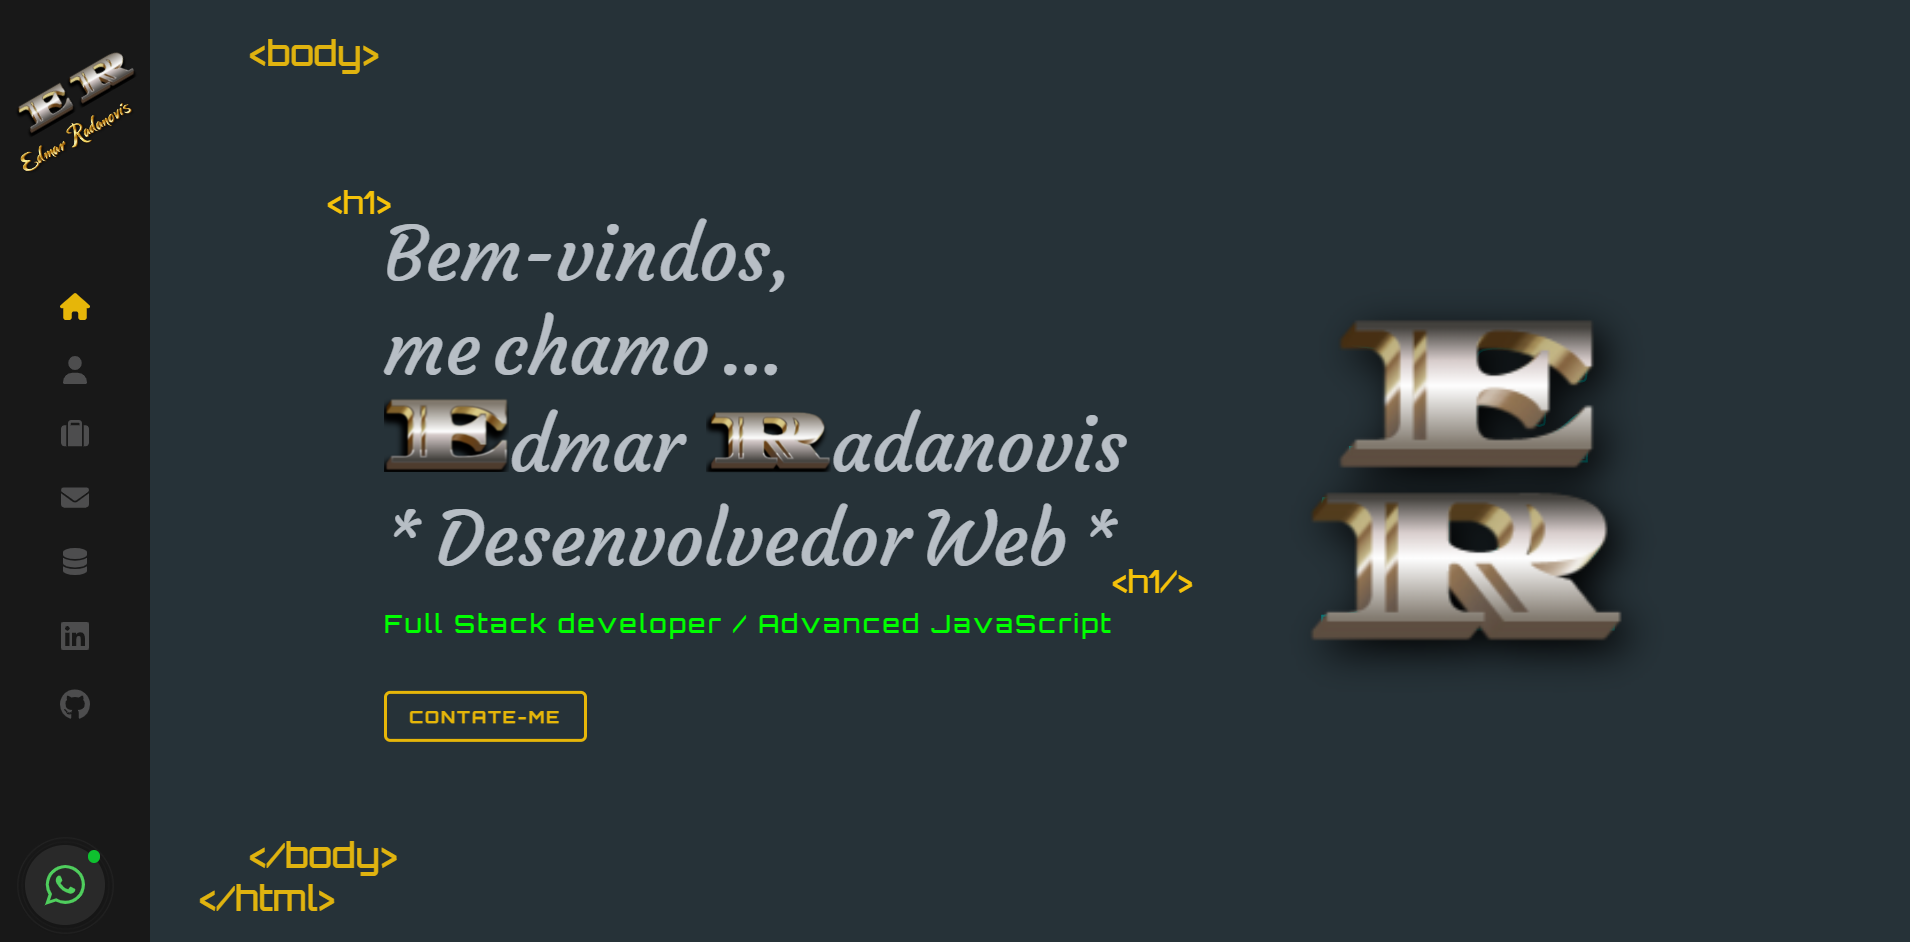 ER
Edmar Radanovis
<body>
<h1>
Bem-vindos,
me chamo ...
Edmar Radanovis
* Desenvolvedor Web *
<h1/>
Full Stack developer / Advanced JavaScript
CONTATE-ME
E
R
</body>
</html>